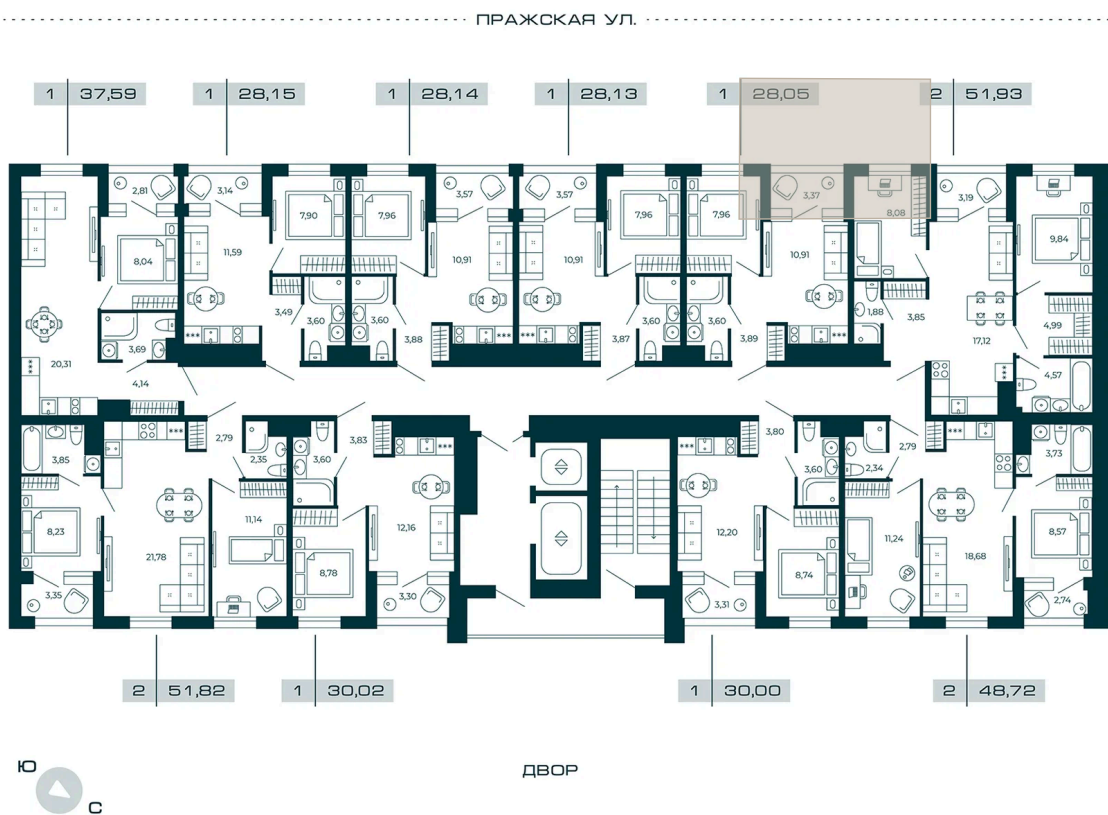 ПРАЖСКАЯ УЛ.
1 37,59 1 28,15 1 28,14 1 28,13 1 28,05 2 51,93
2,81 3,14 3,57 3,57 3,37 3,19
7,90 7,96 7,96 7,96 8,08
8,04 11,59 10,91 10,91 10,91 9,84
3,49 3,60 3,60 3,60 3,60 1,88 3,85 4,99
20,31 3,69 3,88 3,87 3,89 17,12
4,14 4,57
3,85 2,79 2,35 3,60 3,83 3,80 3,60 2,34 2,79 3,73
8,23 21,78 11,14 12,16 12,20 11,24 18,68 8,57
8,78 8,74
3,35 3,30 3,31 2,74
2 51,82 1 30,02 1 30,00 2 48,72
Ю
ДВОР
С